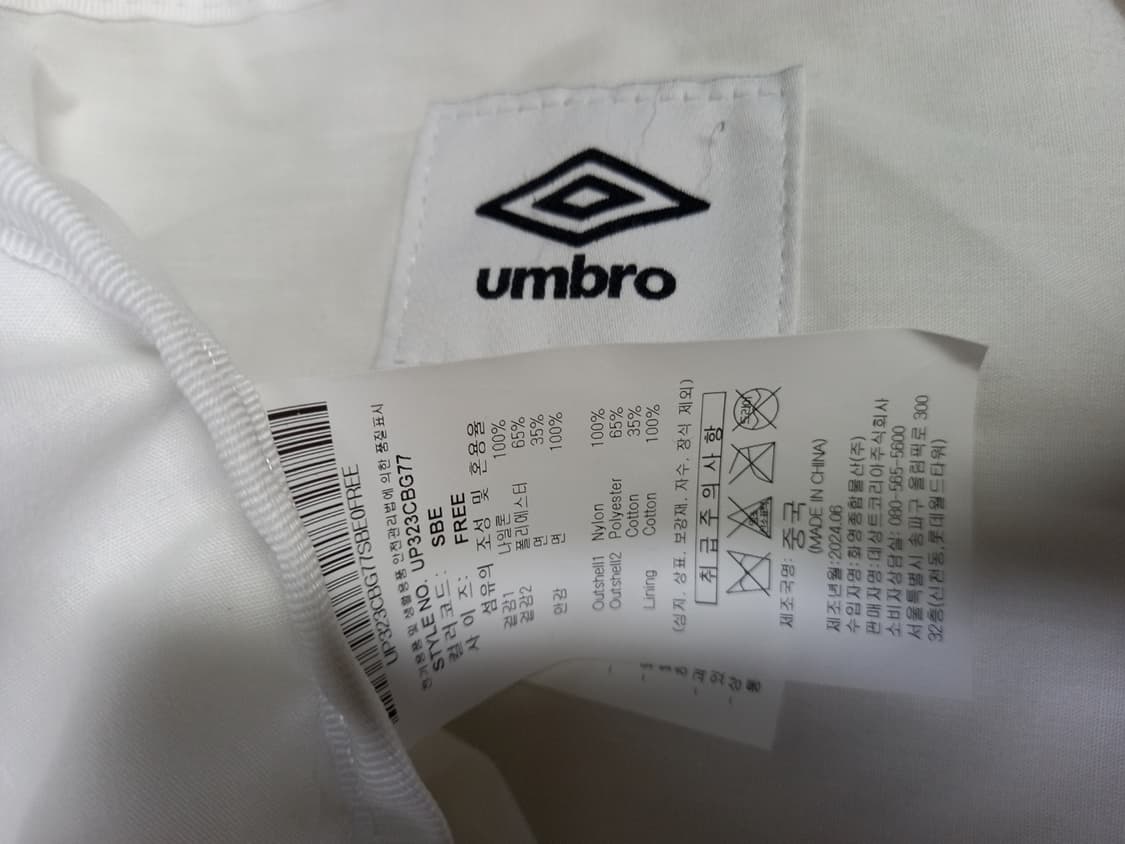 umbro
UP323CBG77SBE0FREE
전기용품 및 생활용품 안전관리법에 의한 품질표시
STYLE NO. UP323CBG77
컬 러 코 드 : SBE
사 이 즈 : FREE
섬유의 조성 및 혼용율
겉감1 나일론 100%
겉감2 폴리에스터 65%
면 35%
안감 면 100%
Outshell1 Nylon 100%
Outshell2 Polyester 65%
Cotton 35%
Lining Cotton 100%
(심지, 상표, 보강재, 자수, 장식 제외)
취 급 주 의 사 항
드라이
제조국명: 중국
(MADE IN CHINA)
제조년월:2024.06
수입자명:화영종합물산(주)
판매자명:데상트코리아주식회사
소비자상담실: 080-565-5600
서울특별시 송파구 올림픽로 300
32층(신천동,롯데월드타워)